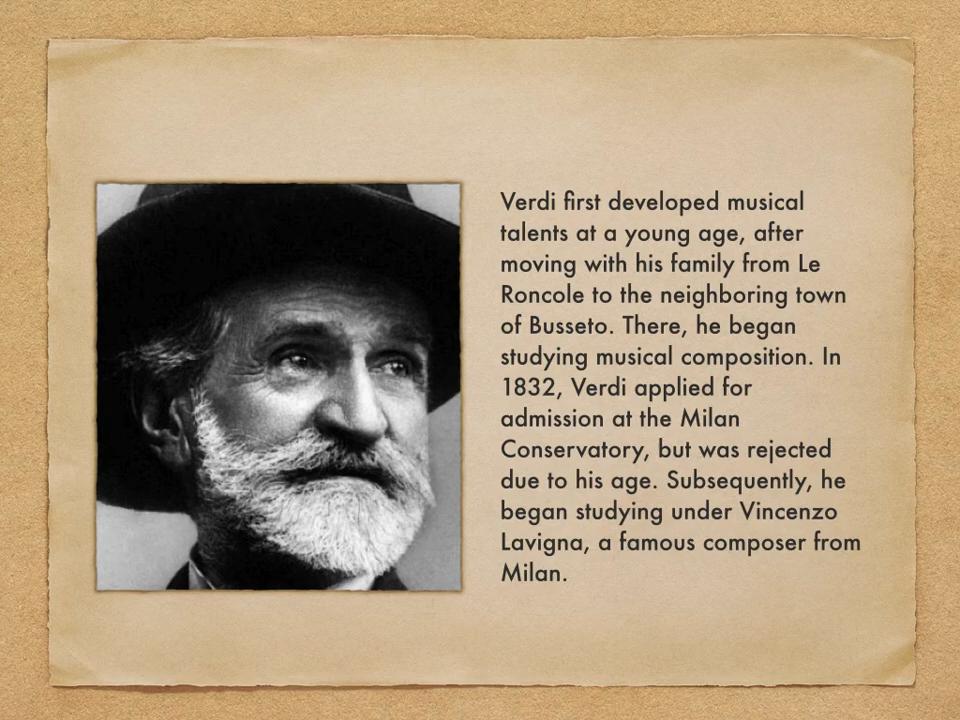 Verdi first developed musical
talents at a young age, after
moving with his family from Le
Roncole to the neighboring town
of Busseto. There, he began
studying musical composition. In
1832, Verdi applied for
admission at the Milan
Conservatory, but was rejected
due to his age. Subsequently, he
began studying under Vincenzo
Lavigna, a famous composer from
Milan.